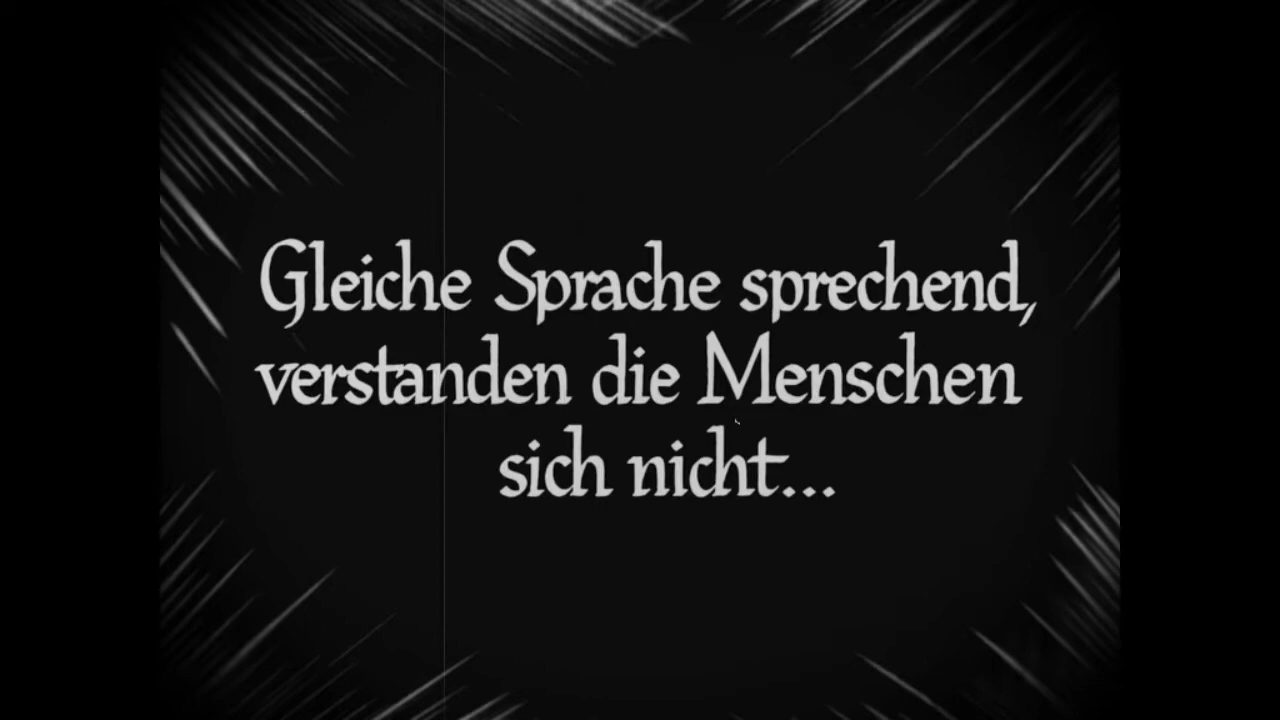 Gleiche Sprache sprechend,
verstanden die Menschen
sich nicht...